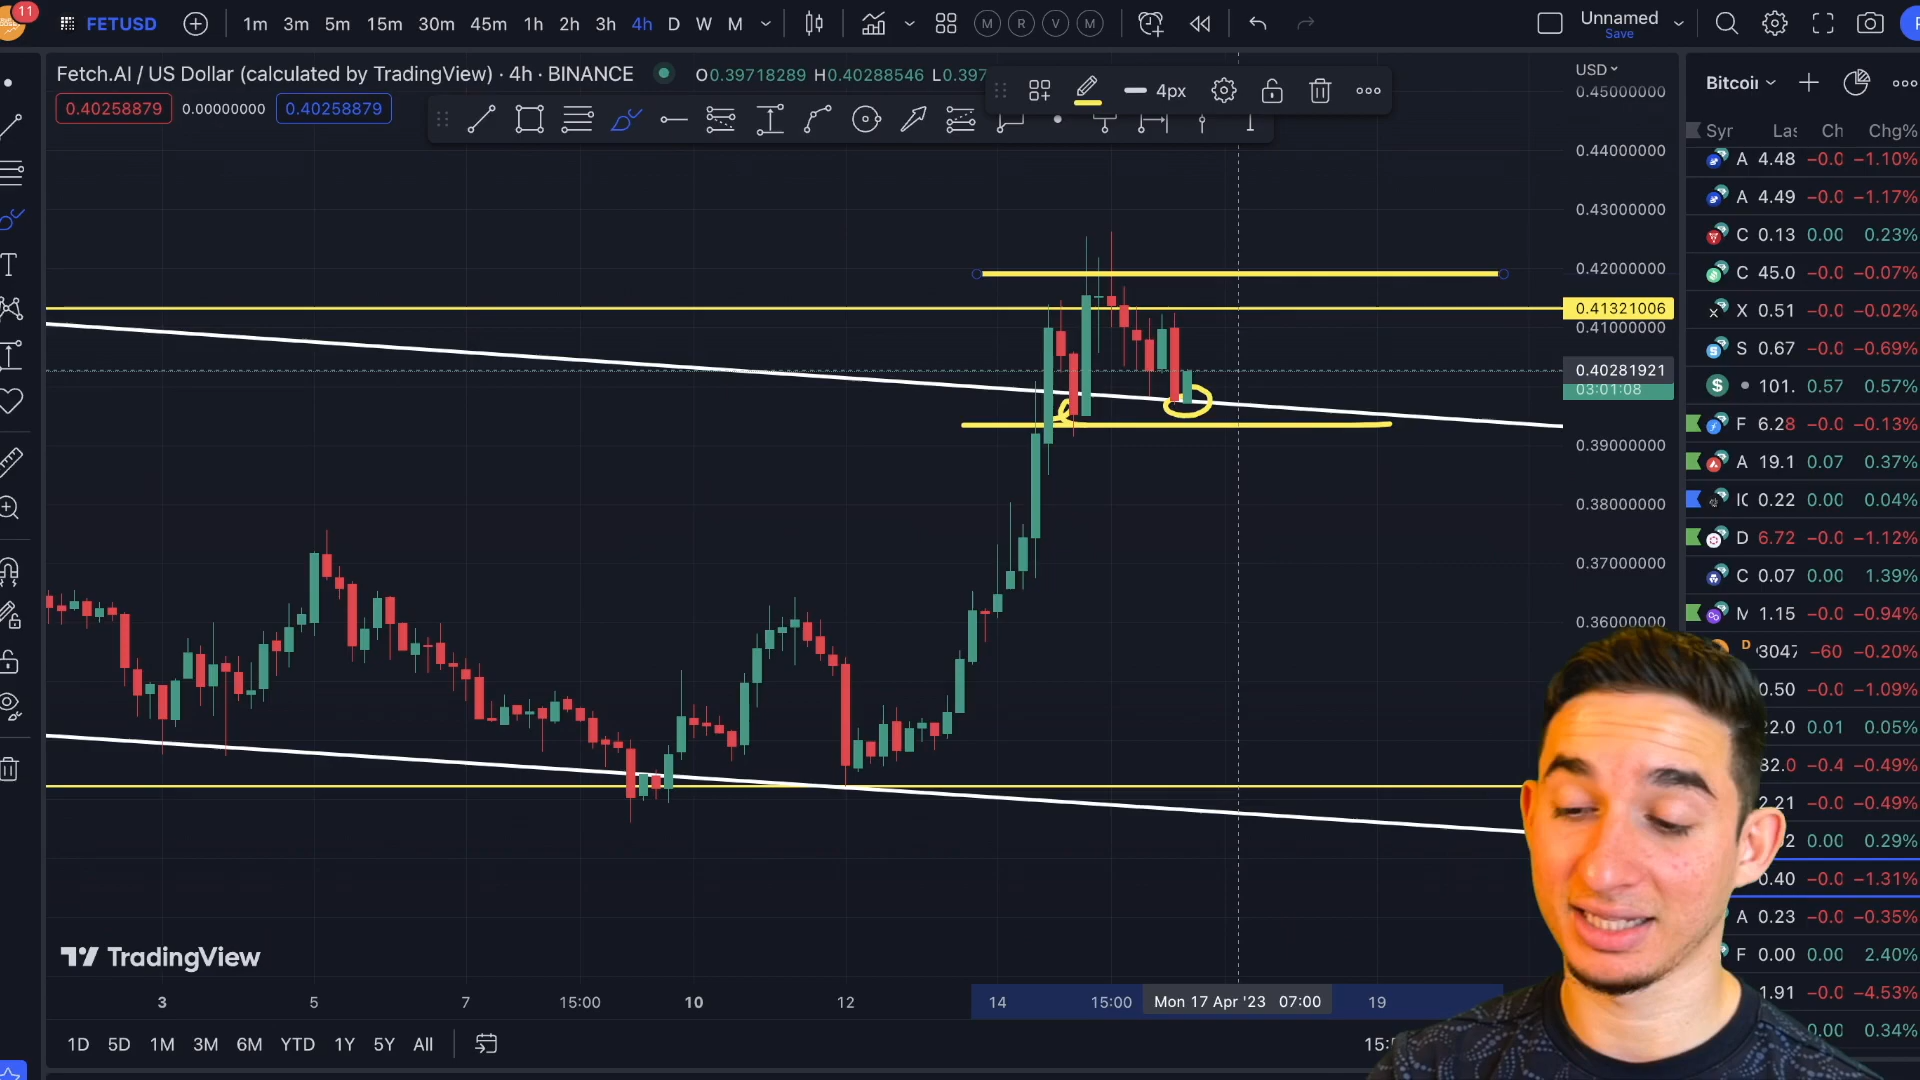 11
FETUSD
1m 3m 5m 15m 30m 45m 1h 2h 3h 4h D W M
M R V M
Unnamed
Save
Fetch.AI / US Dollar (calculated by TradingView) · 4h · BINANCE
O0.39718289 H0.40288546 L0.397
0.40258879 0.00000000 0.40258879
4px
USD
0.45000000
0.44000000
0.43000000
0.42000000
0.41321006
0.41000000
0.40281921
03:01:08
0.39000000
0.38000000
0.37000000
0.36000000
Bitcoi
Syr Las Ch Chg%
A 4.48 −0.0 −1.10%
A 4.49 −0.0 −1.17%
C 0.13 0.00 0.23%
C 45.0 −0.0 −0.07%
X 0.51 −0.0 −0.02%
S 0.67 −0.0 −0.69%
101. 0.57 0.57%
F 6.28 −0.0 −0.13%
A 19.1 0.07 0.37%
IC 0.22 0.00 0.04%
D 6.72 −0.0 −1.12%
C 0.07 0.00 1.39%
M 1.15 −0.0 −0.94%
D 3047 −60 −0.20%
0.50 −0.0 −1.09%
2.0 0.01 0.05%
32.0 −0.4 −0.49%
2.21 −0.0 −0.49%
0.00 0.29%
0.40 −0.0 −1.31%
A 0.23 −0.0 −0.35%
F 0.00 0.00 2.40%
1.91 −0.0 −4.53%
0.00 0.34%
TradingView
3 5 7 15:00 10 12 14 15:00 Mon 17 Apr '23 07:00 19
1D 5D 1M 3M 6M YTD 1Y 5Y All